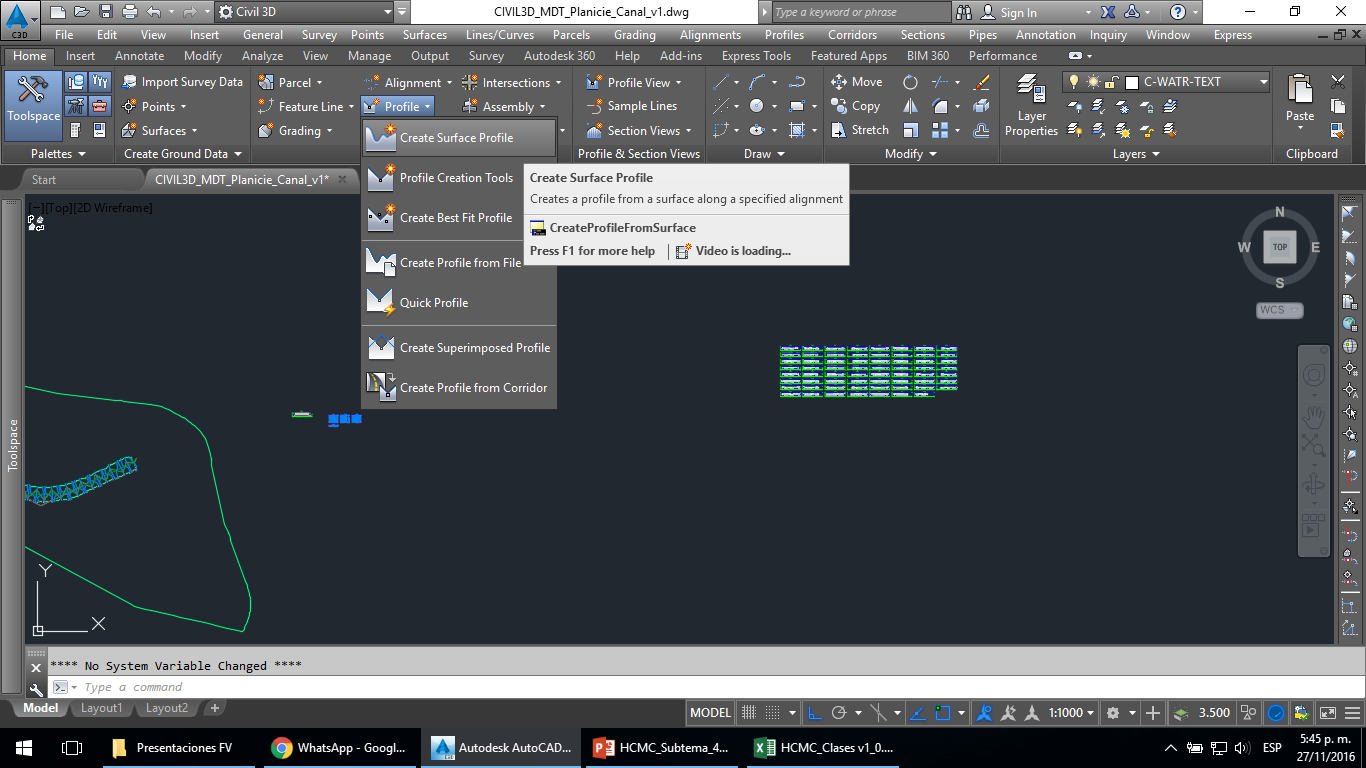 Civil 3D
CIVIL3D_MDT_Planicie_Canal_v1.dwg
Type a keyword or phrase
Sign In
C3D
File Edit View Insert General Survey Points Surfaces Lines/Curves Parcels Grading Alignments Profiles Corridors Sections Pipes Annotation Inquiry Window Express
Home Insert Annotate Modify Analyze View Manage Output Survey Autodesk 360 Help Add-ins Express Tools Featured Apps BIM 360 Performance
Import Survey Data Parcel Alignment Intersections Profile View Move C-WATR-TEXT
Toolspace Points Feature Line Profile Assembly Sample Lines Copy Layer Properties Paste
Surfaces Grading Section Views Stretch
Palettes Create Ground Data Profile & Section Views Draw Modify Layers Clipboard
Create Surface Profile
Profile Creation Tools
Create Best Fit Profile
Create Profile from File
Quick Profile
Create Superimposed Profile
Create Profile from Corridor
Create Surface Profile
Creates a profile from a surface along a specified alignment
CreateProfileFromSurface
Press F1 for more help Video is loading...
Start CIVIL3D_MDT_Planicie_Canal_v1*
[−][Top][2D Wireframe]
N
W TOP E
S
WCS
Toolspace
Y
X
**** No System Variable Changed ****
Type a command
Model Layout1 Layout2 +
MODEL 1:1000 3.500
Presentaciones FV WhatsApp - Googl... Autodesk AutoCAD... HCMC_Subtema_4... HCMC_Clases v1_0.... ESP
5:45 p. m.
27/11/2016